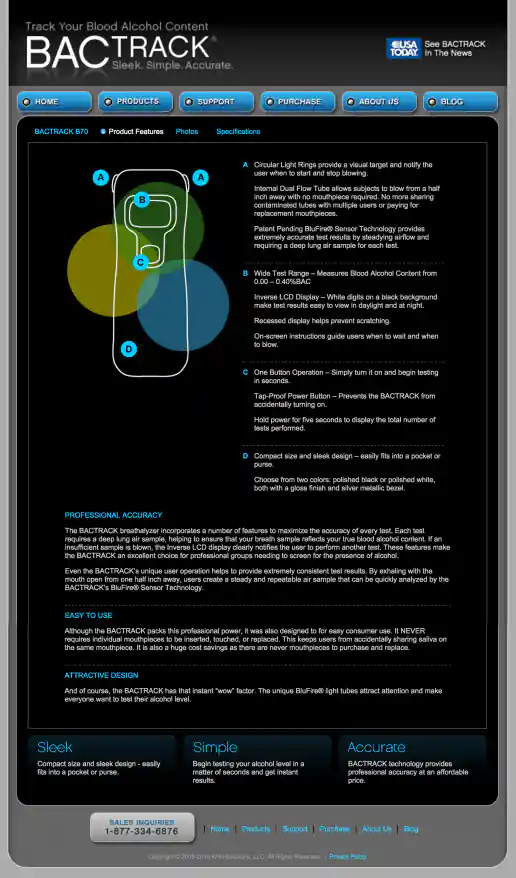 Track Your Blood Alcohol Content
BACTRACK®
Sleek. Simple. Accurate.
USA TODAY.
See BACTRACK
In The News
HOME
PRODUCTS
SUPPORT
PURCHASE
ABOUT US
BLOG
BACTRACK B70
Product Features
Photos
Specifications
A
A
B
C
D
A Circular Light Rings provide a visual target and notify the
user when to start and stop blowing.
Internal Dual Flow Tube allows subjects to blow from a half
inch away with no mouthpiece required. No more sharing
contaminated tubes with multiple users or paying for
replacement mouthpieces.
Patent Pending BluFire® Sensor Technology provides
extremely accurate test results by steadying airflow and
requiring a deep lung air sample for each test.
B Wide Test Range – Measures Blood Alcohol Content from
0.00 – 0.40%BAC
Inverse LCD Display – White digits on a black background
make test results easy to view in daylight and at night.
Recessed display helps prevent scratching.
On-screen instructions guide users when to wait and when
to blow.
C One Button Operation – Simply turn it on and begin testing
in seconds.
Tap-Proof Power Button – Prevents the BACTRACK from
accidentally turning on.
Hold power for five seconds to display the total number of
tests performed.
D Compact size and sleek design – easily fits into a pocket or
purse.
Choose from two colors: polished black or polished white,
both with a gloss finish and silver metallic bezel.
PROFESSIONAL ACCURACY
The BACTRACK breathalyzer incorporates a number of features to maximize the accuracy of every test. Each test
requires a deep lung air sample, helping to ensure that your breath sample reflects your true blood alcohol content. If an
insufficient sample is blown, the Inverse LCD display clearly notifies the user to perform another test. These features make
the BACTRACK an excellent choice for professional groups needing to screen for the presence of alcohol.
Even the BACTRACK's unique user operation helps to provide extremely consistent test results. By exhaling with the
mouth open from one half inch away, users create a steady and repeatable air sample that can be quickly analyzed by the
BACTRACK's BluFire® Sensor Technology.
EASY TO USE
Although the BACTRACK packs this professional power, it was also designed to for easy consumer use. It NEVER
requires individual mouthpieces to be inserted, touched, or replaced. This keeps users from accidentally sharing saliva on
the same mouthpiece. It is also a huge cost savings as there are never mouthpieces to purchase and replace.
ATTRACTIVE DESIGN
And of course, the BACTRACK has that instant "wow" factor. The unique BluFire® light tubes attract attention and make
everyone want to test their alcohol level.
Sleek
Compact size and sleek design - easily
fits into a pocket or purse.
Simple
Begin testing your alcohol level in a
matter of seconds and get instant
results.
Accurate
BACTRACK technology provides
professional accuracy at an affordable
price.
SALES INQUIRIES
1-877-334-6876
| Home | Products | Support | Purchase | About Us | Blog
Solutions, LLC. All Rights Reserved. | Privacy Policy